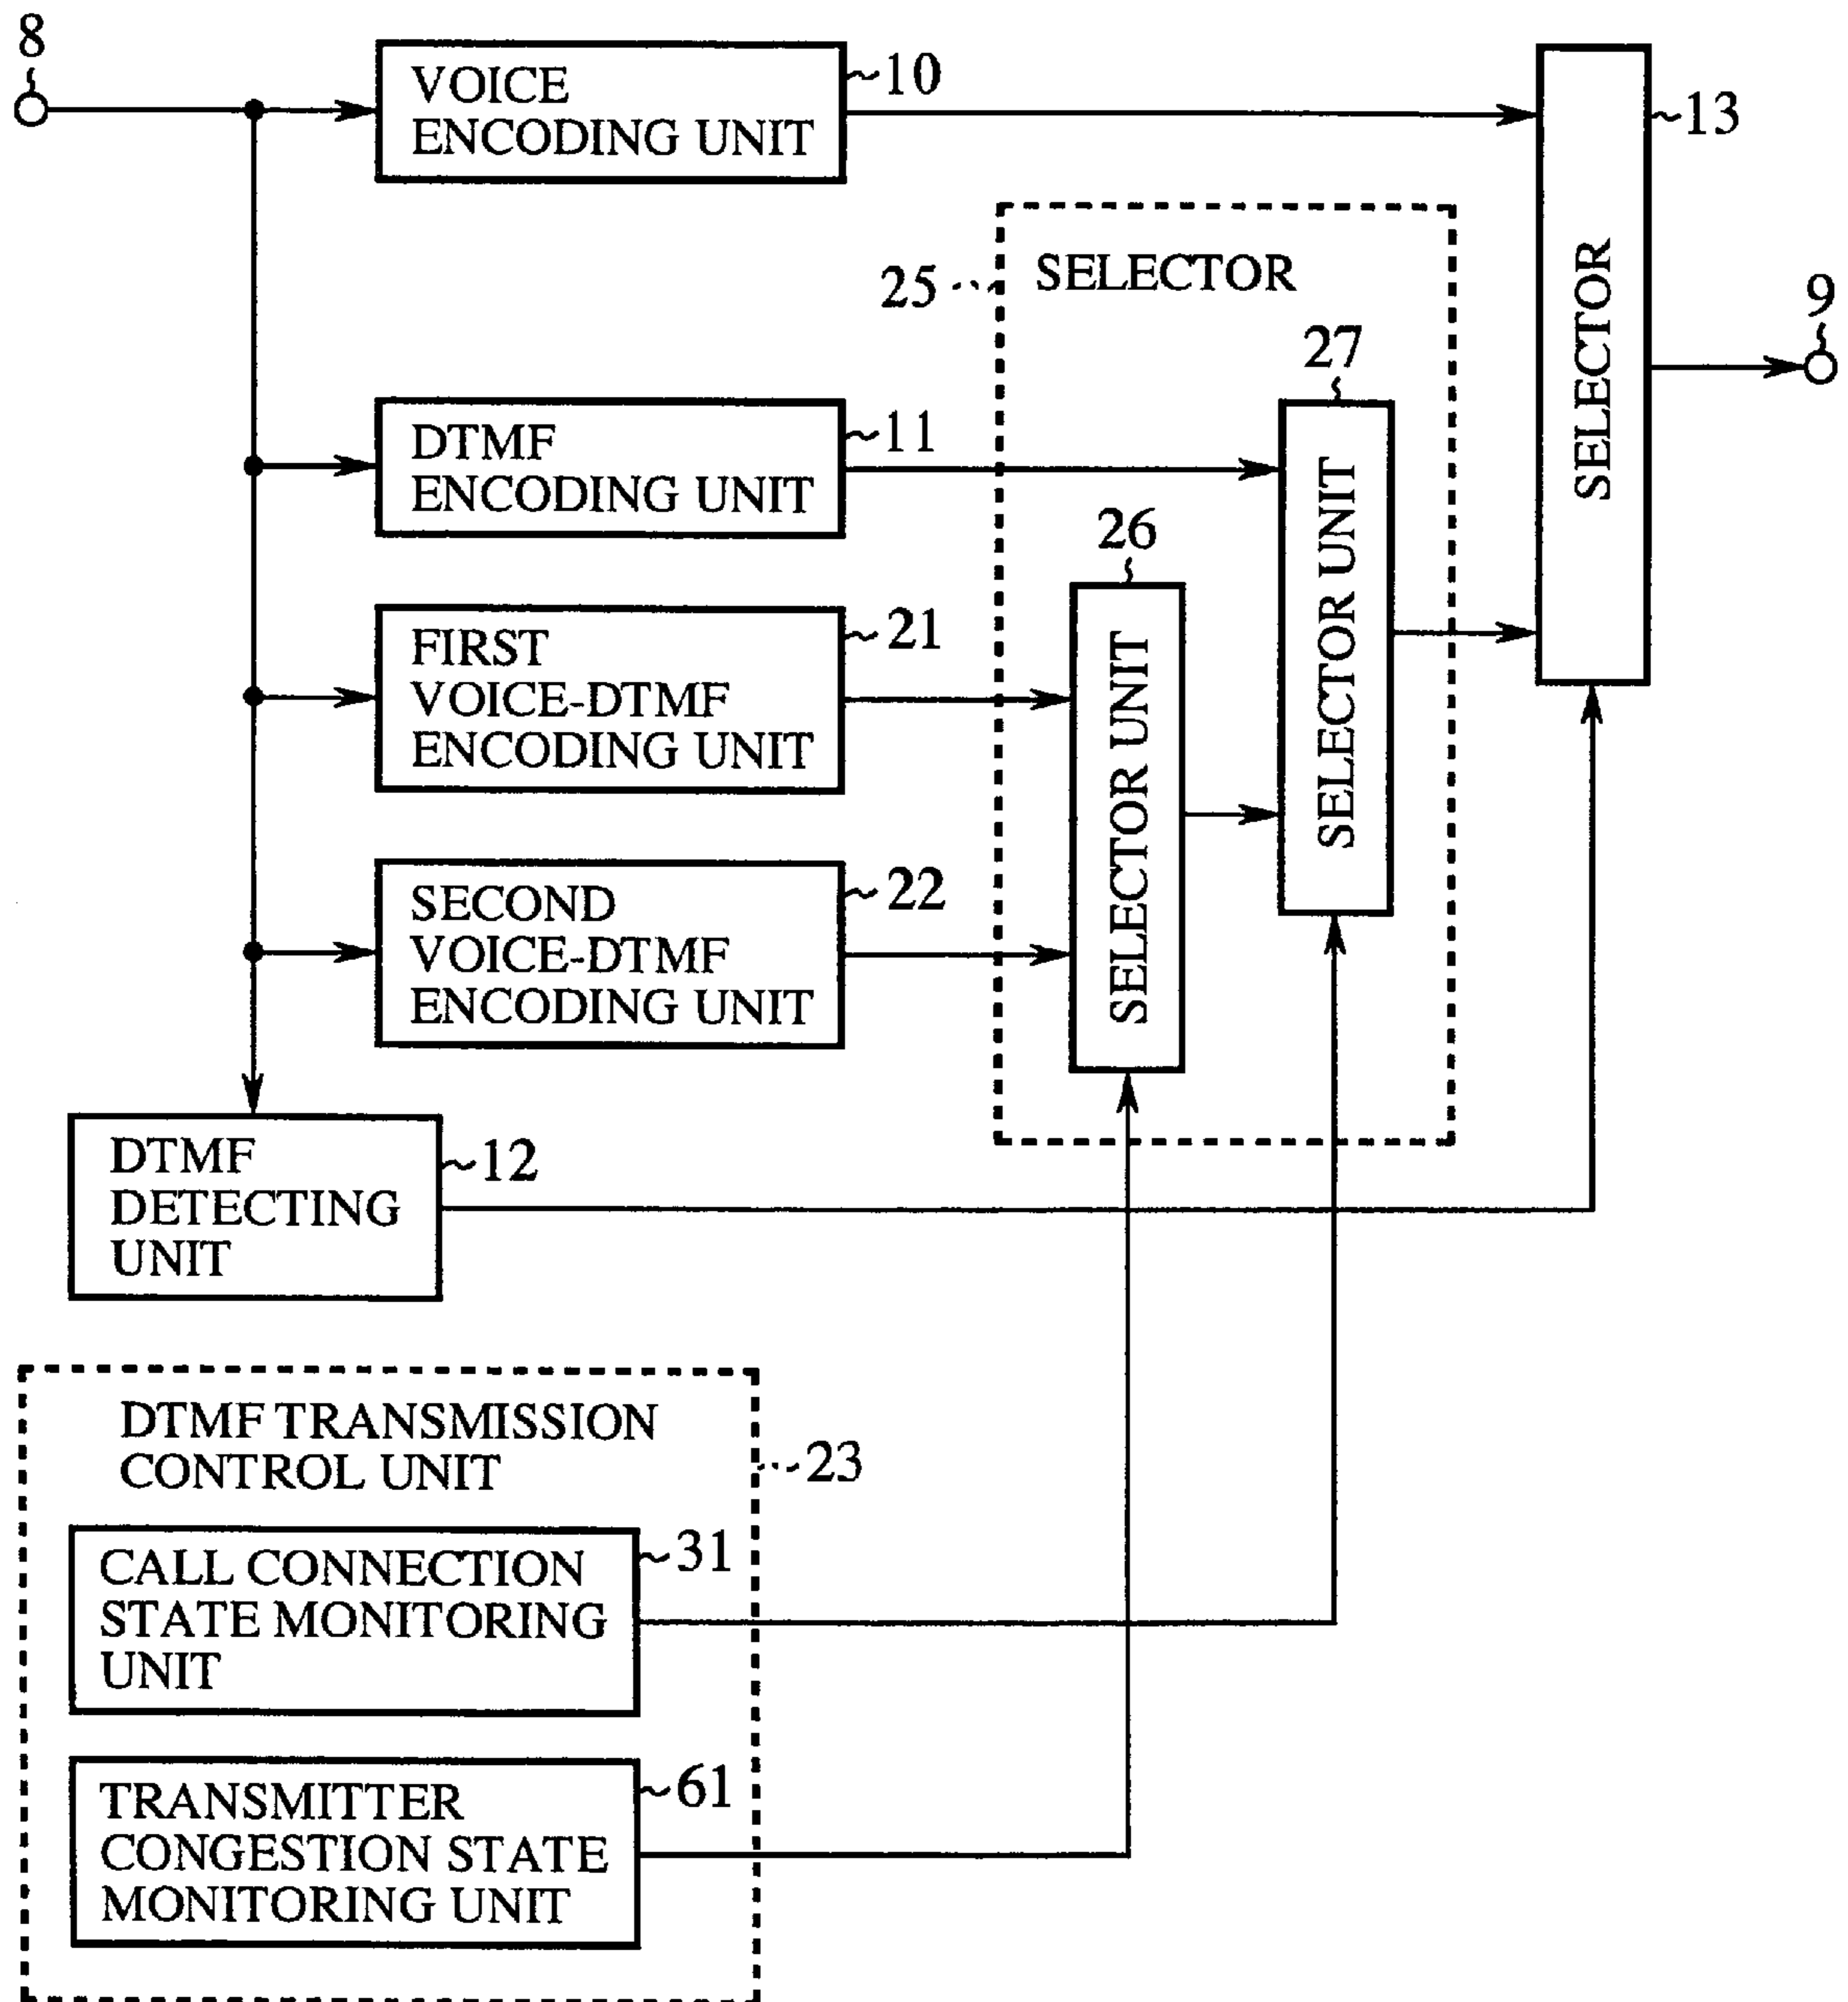 8
VOICE
ENCODING UNIT
10
13
SELECTOR
25
SELECTOR
9
27
DTMF
ENCODING UNIT
11
SELECTOR UNIT
26
SELECTOR UNIT
FIRST
VOICE-DTMF
ENCODING UNIT
21
SECOND
VOICE-DTMF
ENCODING UNIT
22
DTMF
DETECTING
UNIT
12
DTMF TRANSMISSION
CONTROL UNIT
23
CALL CONNECTION
STATE MONITORING
UNIT
31
TRANSMITTER
CONGESTION STATE
MONITORING UNIT
61